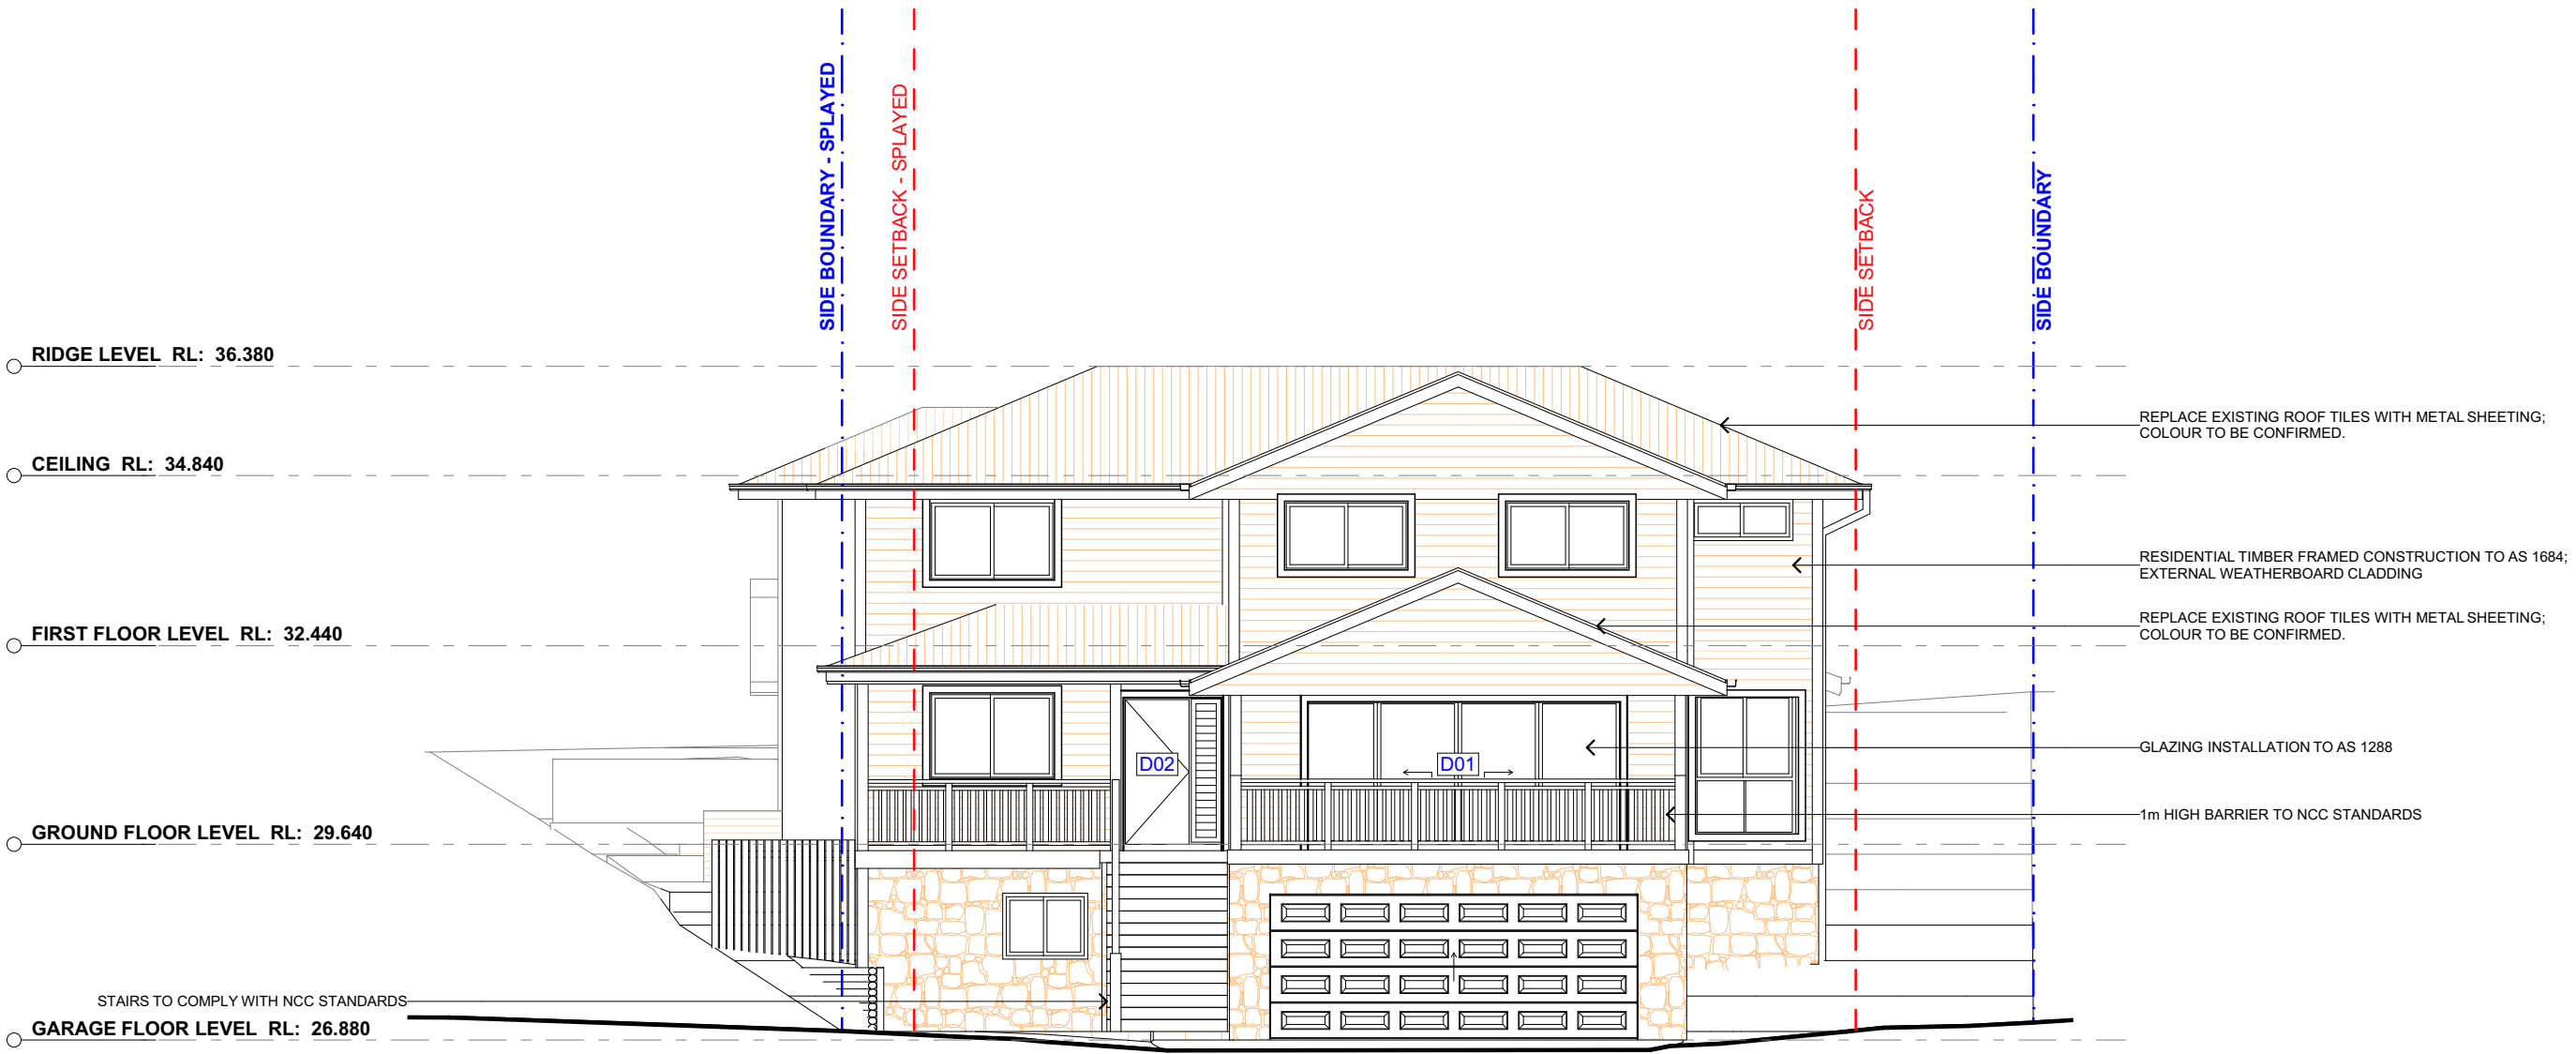 SIDE BOUNDARY - SPLAYED
SIDE SETBACK - SPLAYED
SIDE SETBACK
SIDE BOUNDARY
RIDGE LEVEL RL: 36.380
CEILING RL: 34.840
FIRST FLOOR LEVEL RL: 32.440
GROUND FLOOR LEVEL RL: 29.640
STAIRS TO COMPLY WITH NCC STANDARDS
GARAGE FLOOR LEVEL RL: 26.880
D02
D01
REPLACE EXISTING ROOF TILES WITH METAL SHEETING;
COLOUR TO BE CONFIRMED.
RESIDENTIAL TIMBER FRAMED CONSTRUCTION TO AS 1684;
EXTERNAL WEATHERBOARD CLADDING
REPLACE EXISTING ROOF TILES WITH METAL SHEETING;
COLOUR TO BE CONFIRMED.
GLAZING INSTALLATION TO AS 1288
1m HIGH BARRIER TO NCC STANDARDS